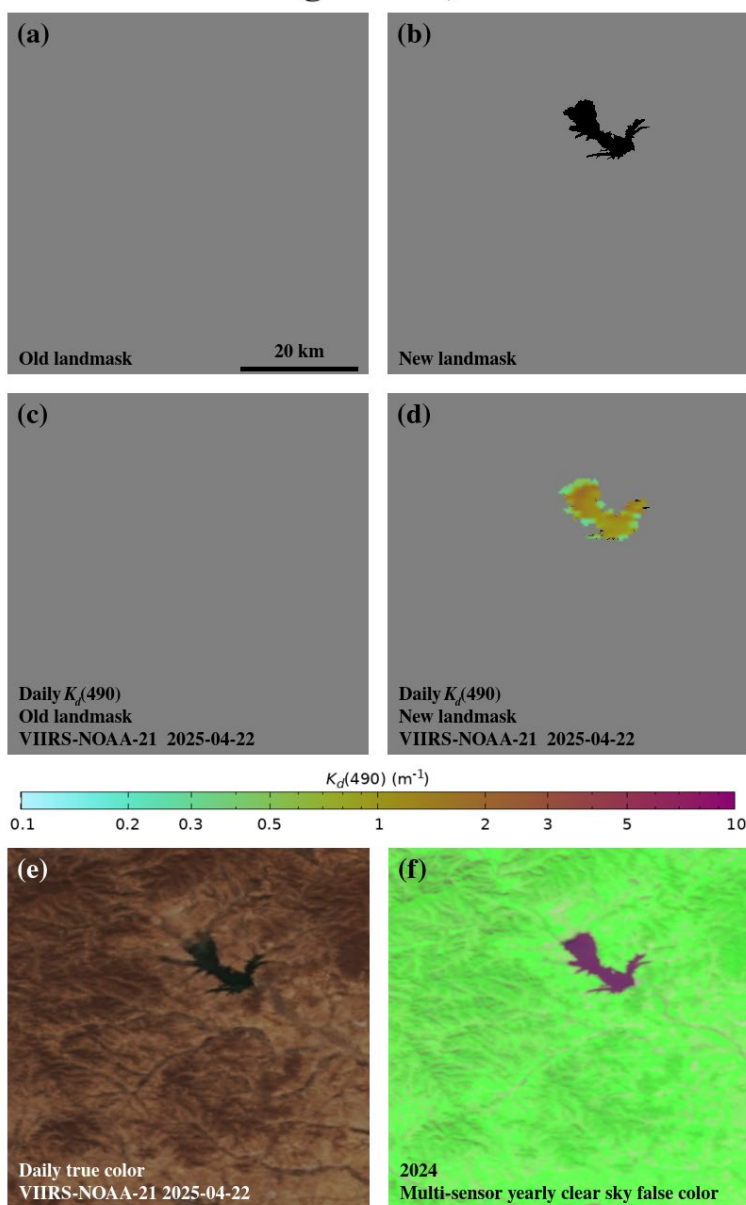 (a)
(b)
Old landmask
20 km
New landmask
(c)
(d)
Daily Kd(490)
Old landmask
VIIRS-NOAA-21 2025-04-22
Daily Kd(490)
New landmask
VIIRS-NOAA-21 2025-04-22
Kd(490) (m⁻¹)
0.1 0.2 0.3 0.5 1 2 3 5 10
(e)
(f)
Daily true color
VIIRS-NOAA-21 2025-04-22
2024
Multi-sensor yearly clear sky false color